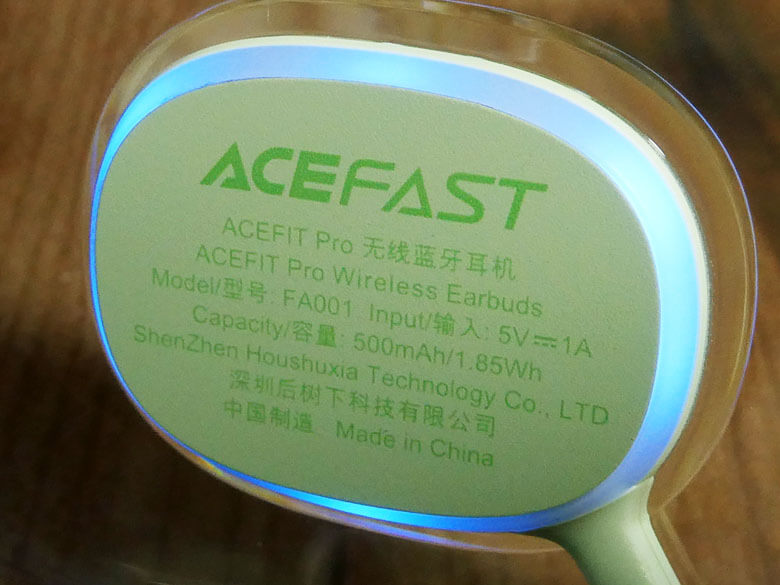 ACEFAST
ACEFIT Pro 无线蓝牙耳机
ACEFIT Pro Wireless Earbuds
Model/型号: FA001 Input/输入: 5V⎓1A
Capacity/容量: 500mAh/1.85Wh
ShenZhen Houshuxia Technology Co., LTD
深圳后树下科技有限公司
中国制造 Made in China